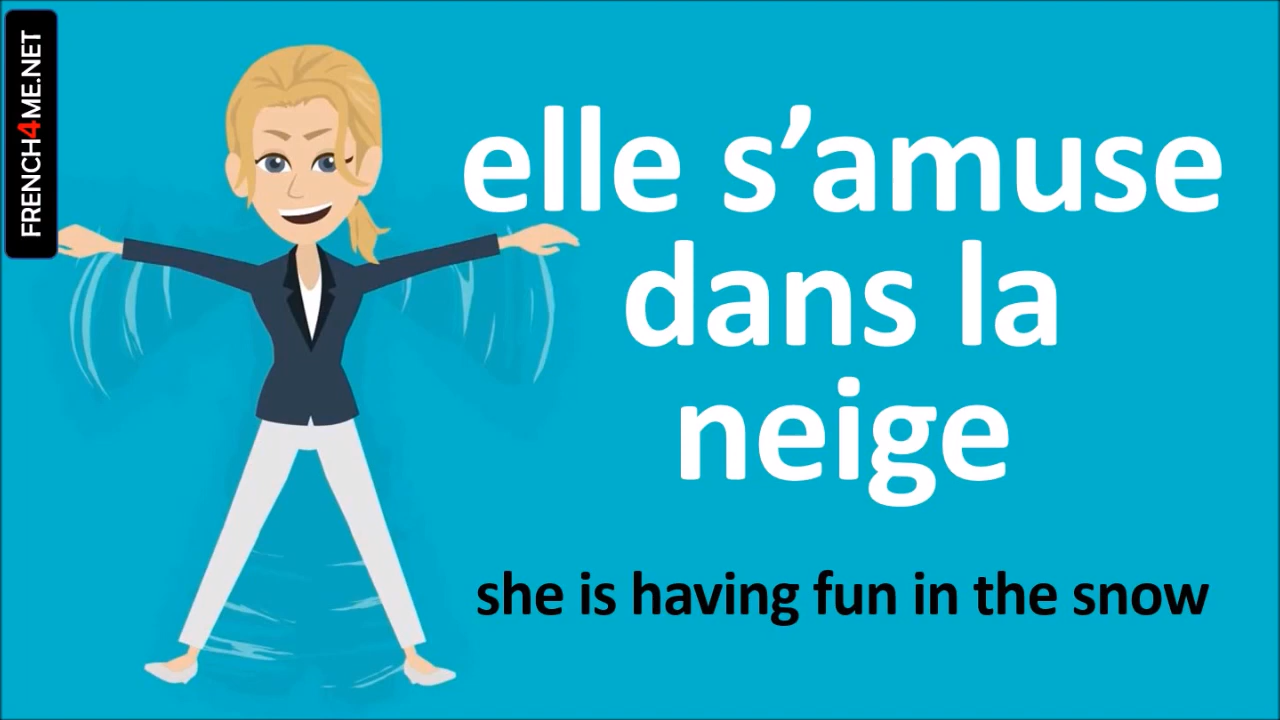 FRENCH4ME.NET
elle s’amuse
dans la
neige
she is having fun in the snow